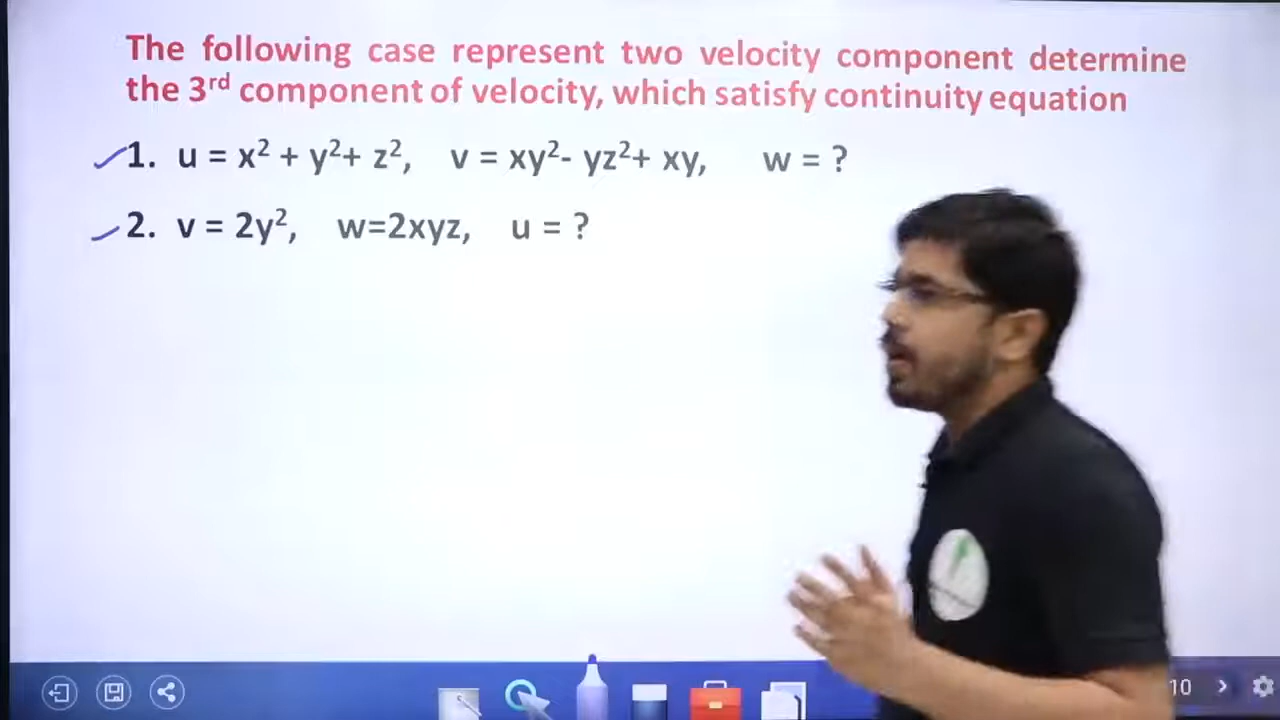 The following case represent two velocity component determine
the 3rd component of velocity, which satisfy continuity equation
1. u = x² + y²+ z², v = xy²- yz²+ xy, w = ?
2. v = 2y², w=2xyz, u = ?
10